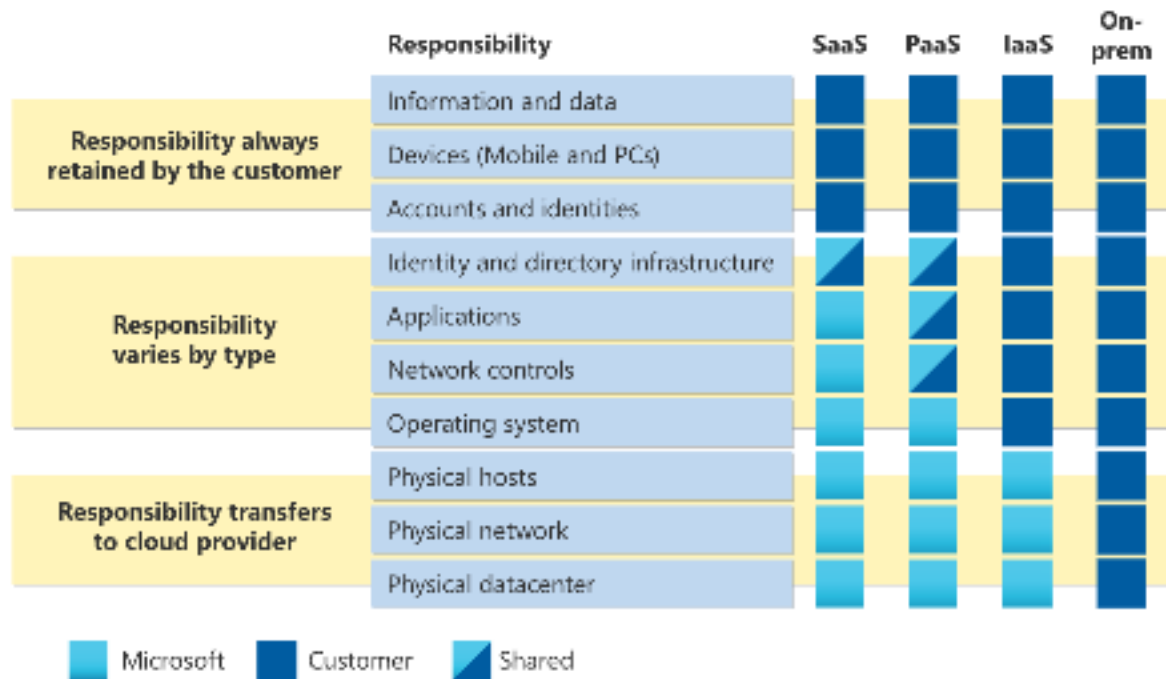 Responsibility SaaS PaaS IaaS On-
prem
Responsibility always
retained by the customer
Information and data
Devices (Mobile and PCs)
Accounts and identities
Responsibility
varies by type
Identity and directory infrastructure
Applications
Network controls
Operating system
Responsibility transfers
to cloud provider
Physical hosts
Physical network
Physical datacenter
Microsoft Customer Shared